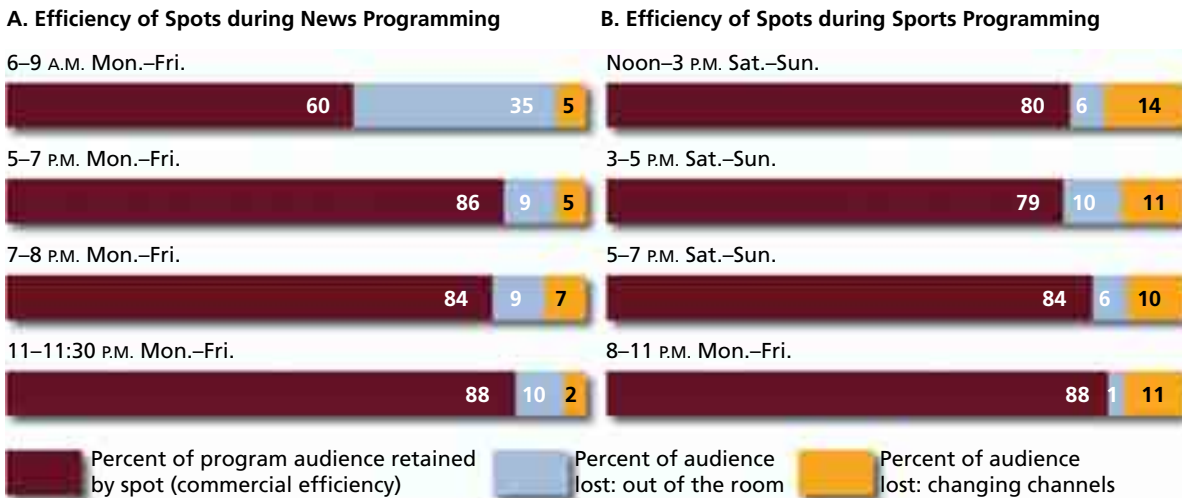 A. Efficiency of Spots during News Programming
6–9 A.M. Mon.–Fri.
60 35 5
5–7 P.M. Mon.–Fri.
86 9 5
7–8 P.M. Mon.–Fri.
84 9 7
11–11:30 P.M. Mon.–Fri.
88 10 2
B. Efficiency of Spots during Sports Programming
Noon–3 P.M. Sat.–Sun.
80 6 14
3–5 P.M. Sat.–Sun.
79 10 11
5–7 P.M. Sat.–Sun.
84 6 10
8–11 P.M. Mon.–Fri.
88 1 11
Percent of program audience retained
by spot (commercial efficiency)
Percent of audience
lost: out of the room
Percent of audience
lost: changing channels